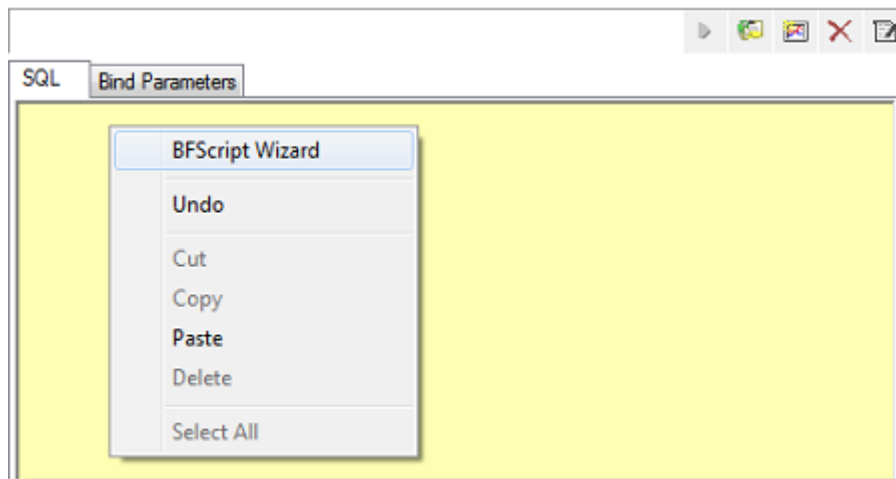 SQL
Bind Parameters
BFScript Wizard
Undo
Cut
Copy
Paste
Delete
Select All